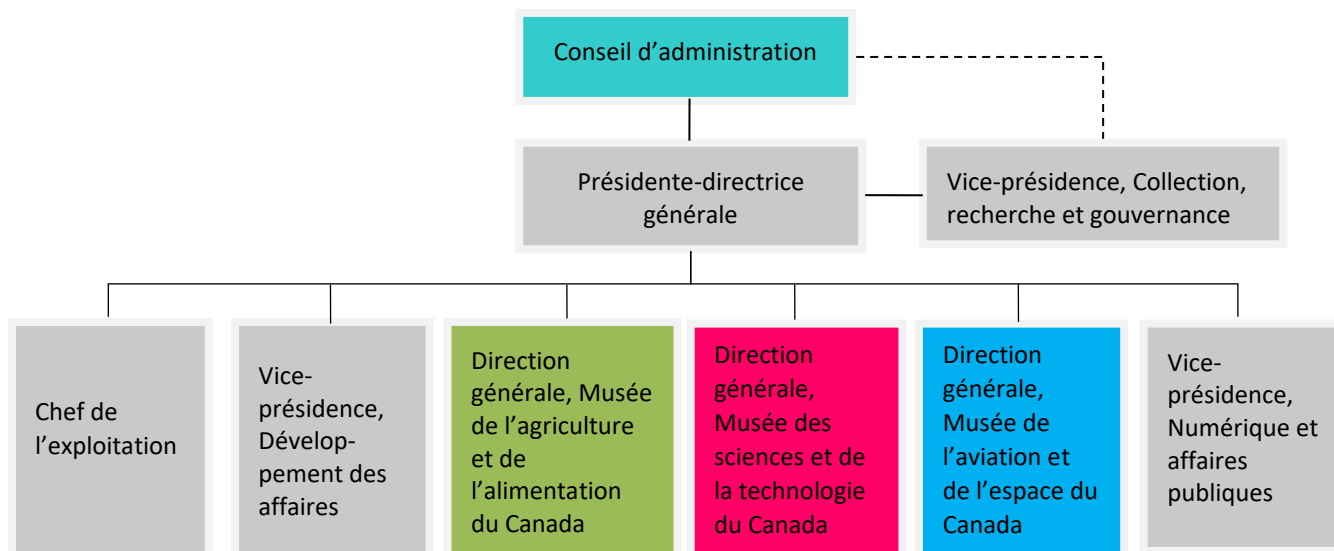 Conseil d’administration
Présidente-directrice
générale
Vice-présidence, Collection,
recherche et gouvernance
Chef de
l’exploitation
Vice-
présidence,
Dévelop-
pement des
affaires
Direction
générale, Musée
de l’agriculture
et de
l’alimentation
du Canada
Direction
générale,
Musée des
sciences et de
la technologie
du Canada
Direction
générale,
Musée de
l’aviation et
de l’espace du
Canada
Vice-
présidence,
Numérique et
affaires
publiques